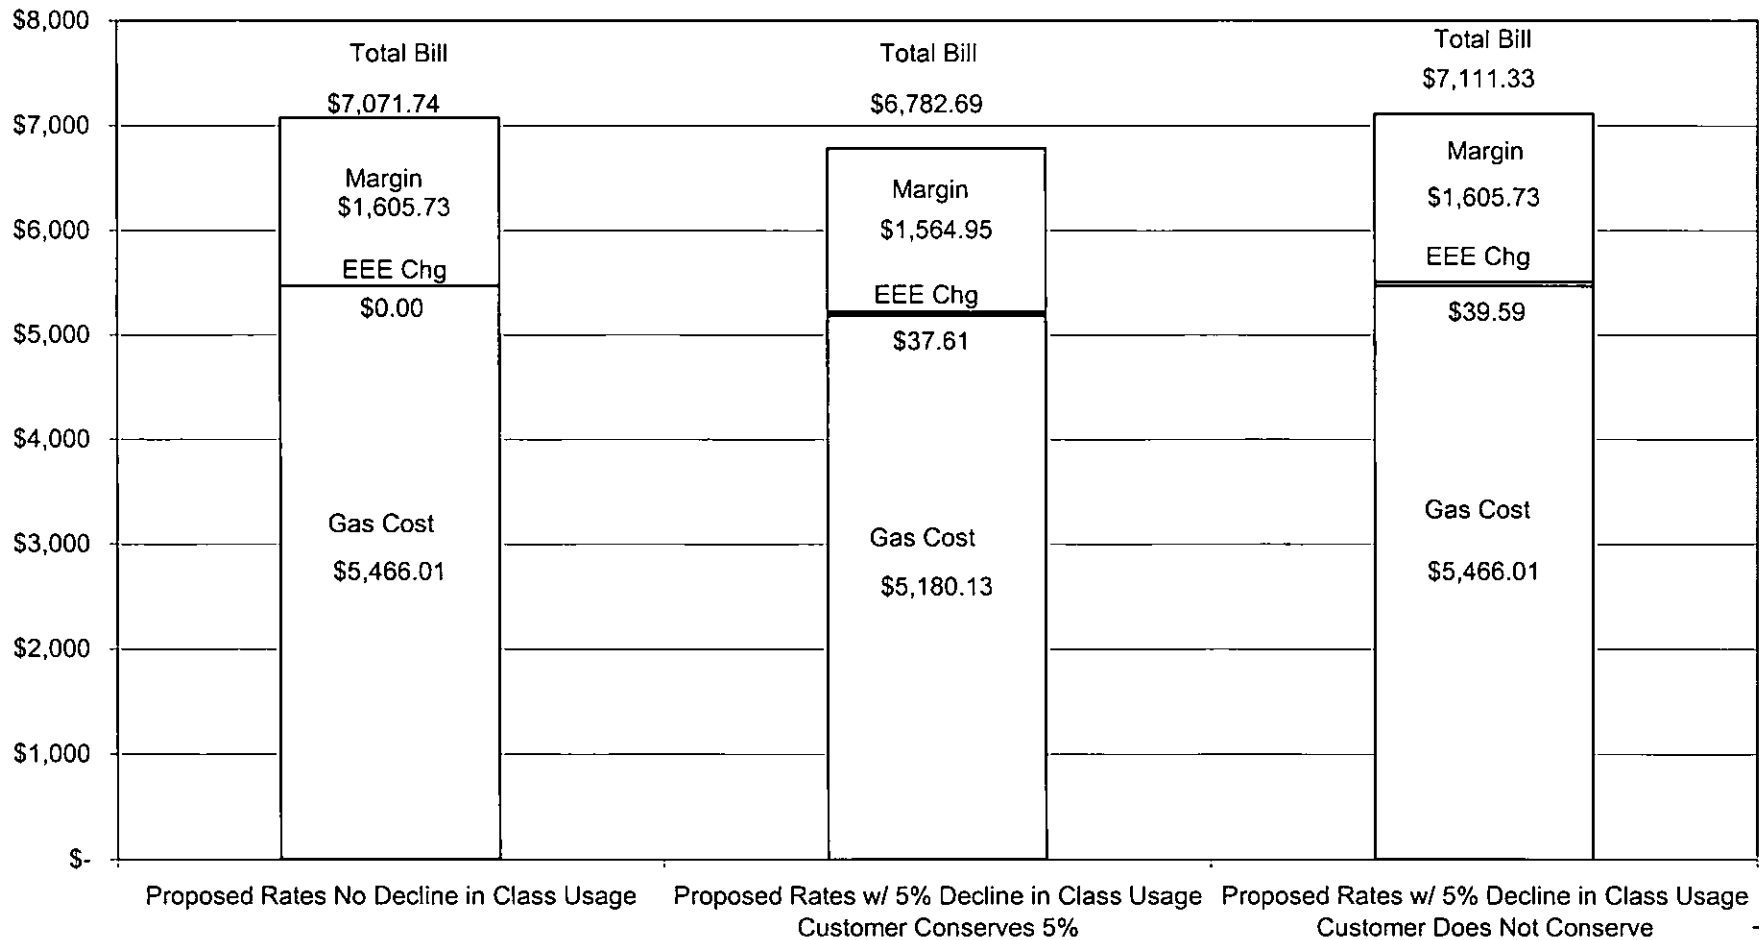 $8,000
$7,000
$6,000
$5,000
$4,000
$3,000
$2,000
$1,000
$-
Total Bill
$7,071.74
Margin
$1,605.73
EEE Chg
$0.00
Gas Cost
$5,466.01
Total Bill
$6,782.69
Margin
$1,564.95
EEE Chg
$37.61
Gas Cost
$5,180.13
Total Bill
$7,111.33
Margin
$1,605.73
EEE Chg
$39.59
Gas Cost
$5,466.01
Proposed Rates No Decline in Class Usage
Proposed Rates w/ 5% Decline in Class Usage
Customer Conserves 5%
Proposed Rates w/ 5% Decline in Class Usage
Customer Does Not Conserve